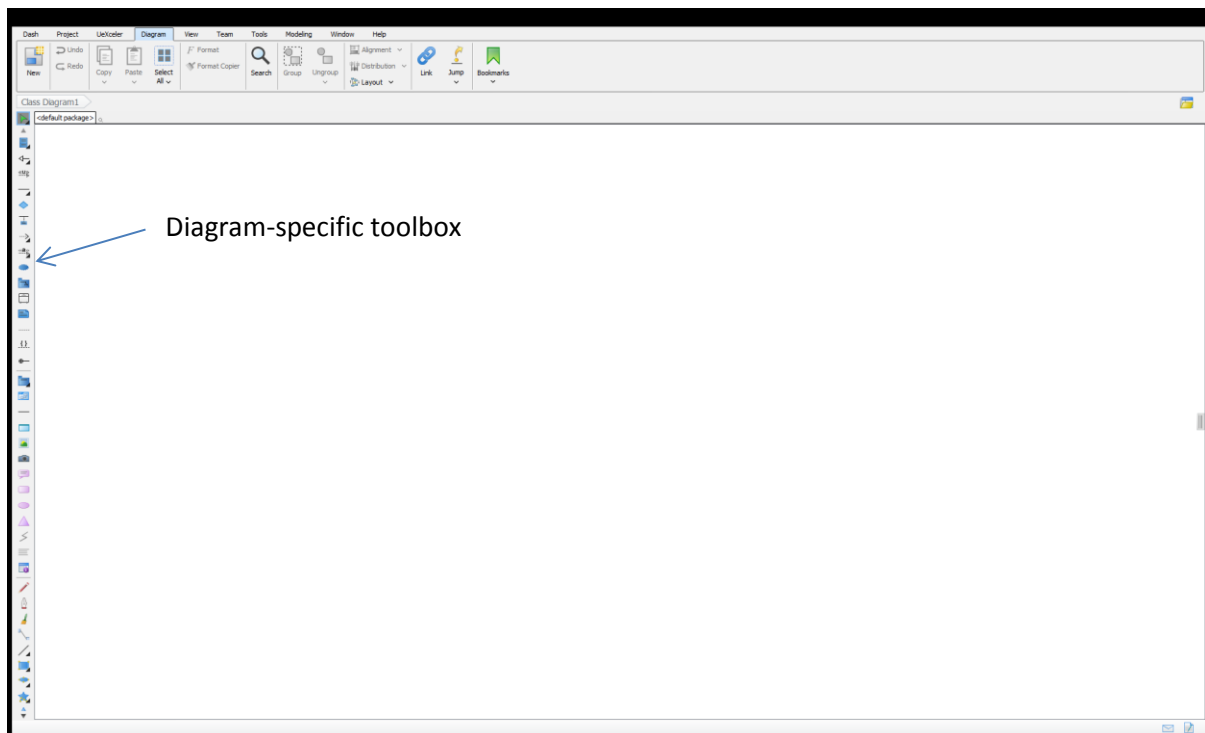 Dash Project UeXceler Diagram View Team Tools Modeling Window Help
Undo Format Alignment
Redo Format Copier Distribution
New Copy Paste Select All Search Group Ungroup Layout Link Jump Bookmarks
Class Diagram1
<default package>
Diagram-specific toolbox